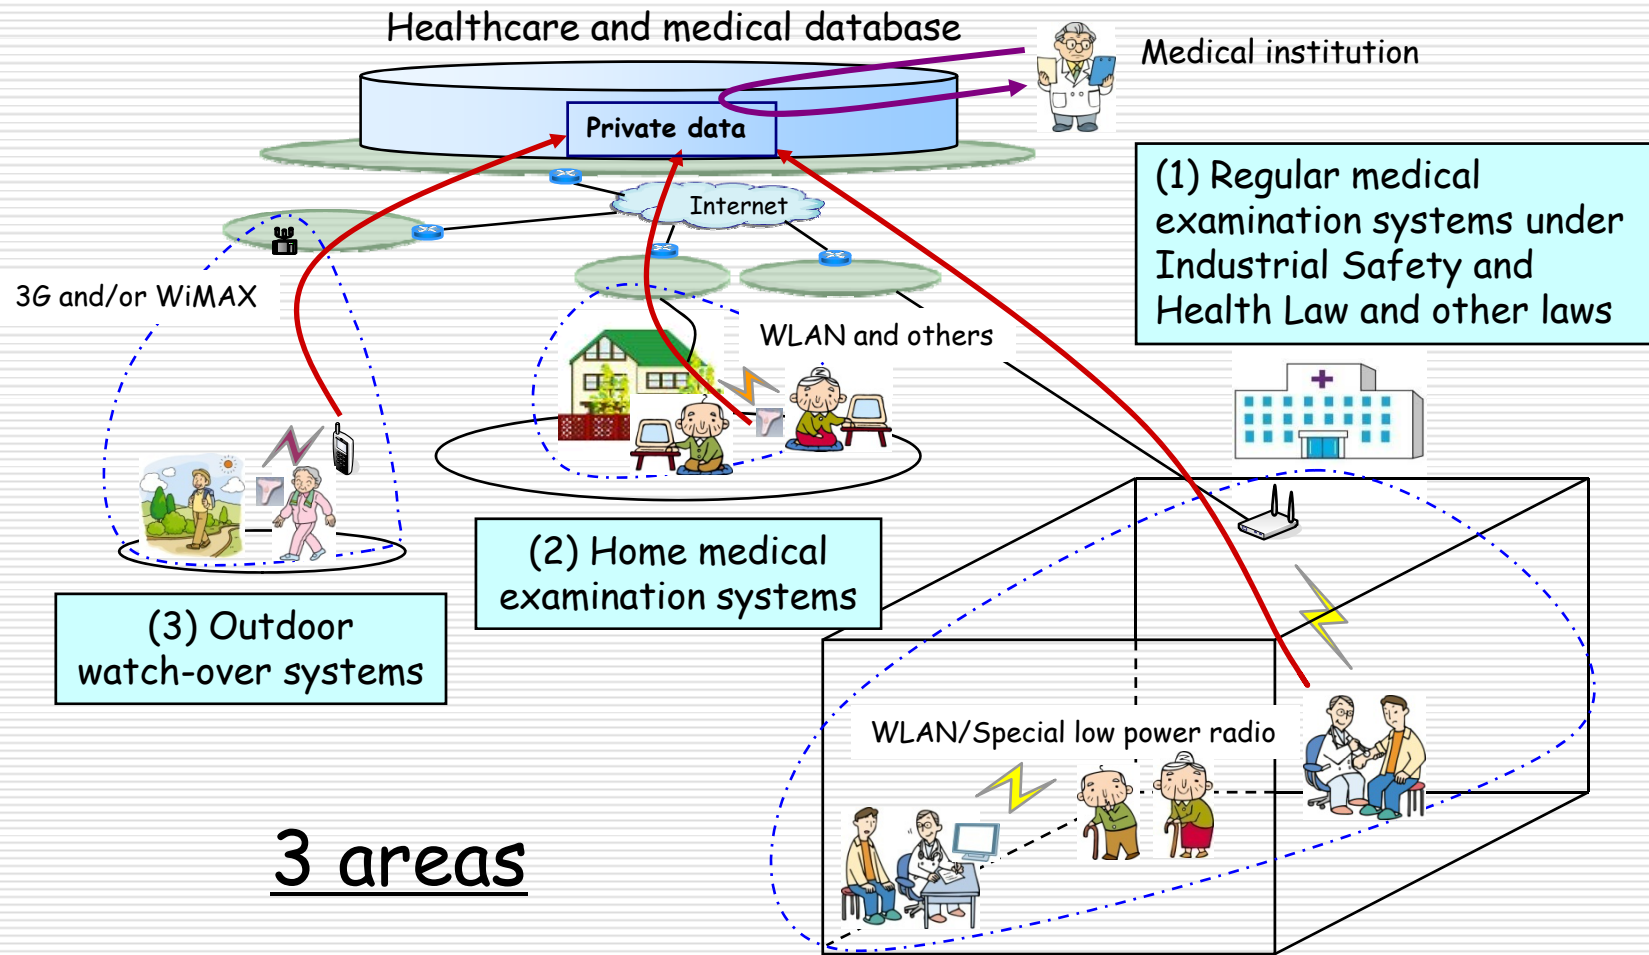 Healthcare and medical database
Medical institution
Private data
(1) Regular medical
examination systems under
Industrial Safety and
Health Law and other laws
Internet
3G and/or WiMAX
WLAN and others
(2) Home medical
examination systems
(3) Outdoor
watch-over systems
WLAN/Special low power radio
3 areas